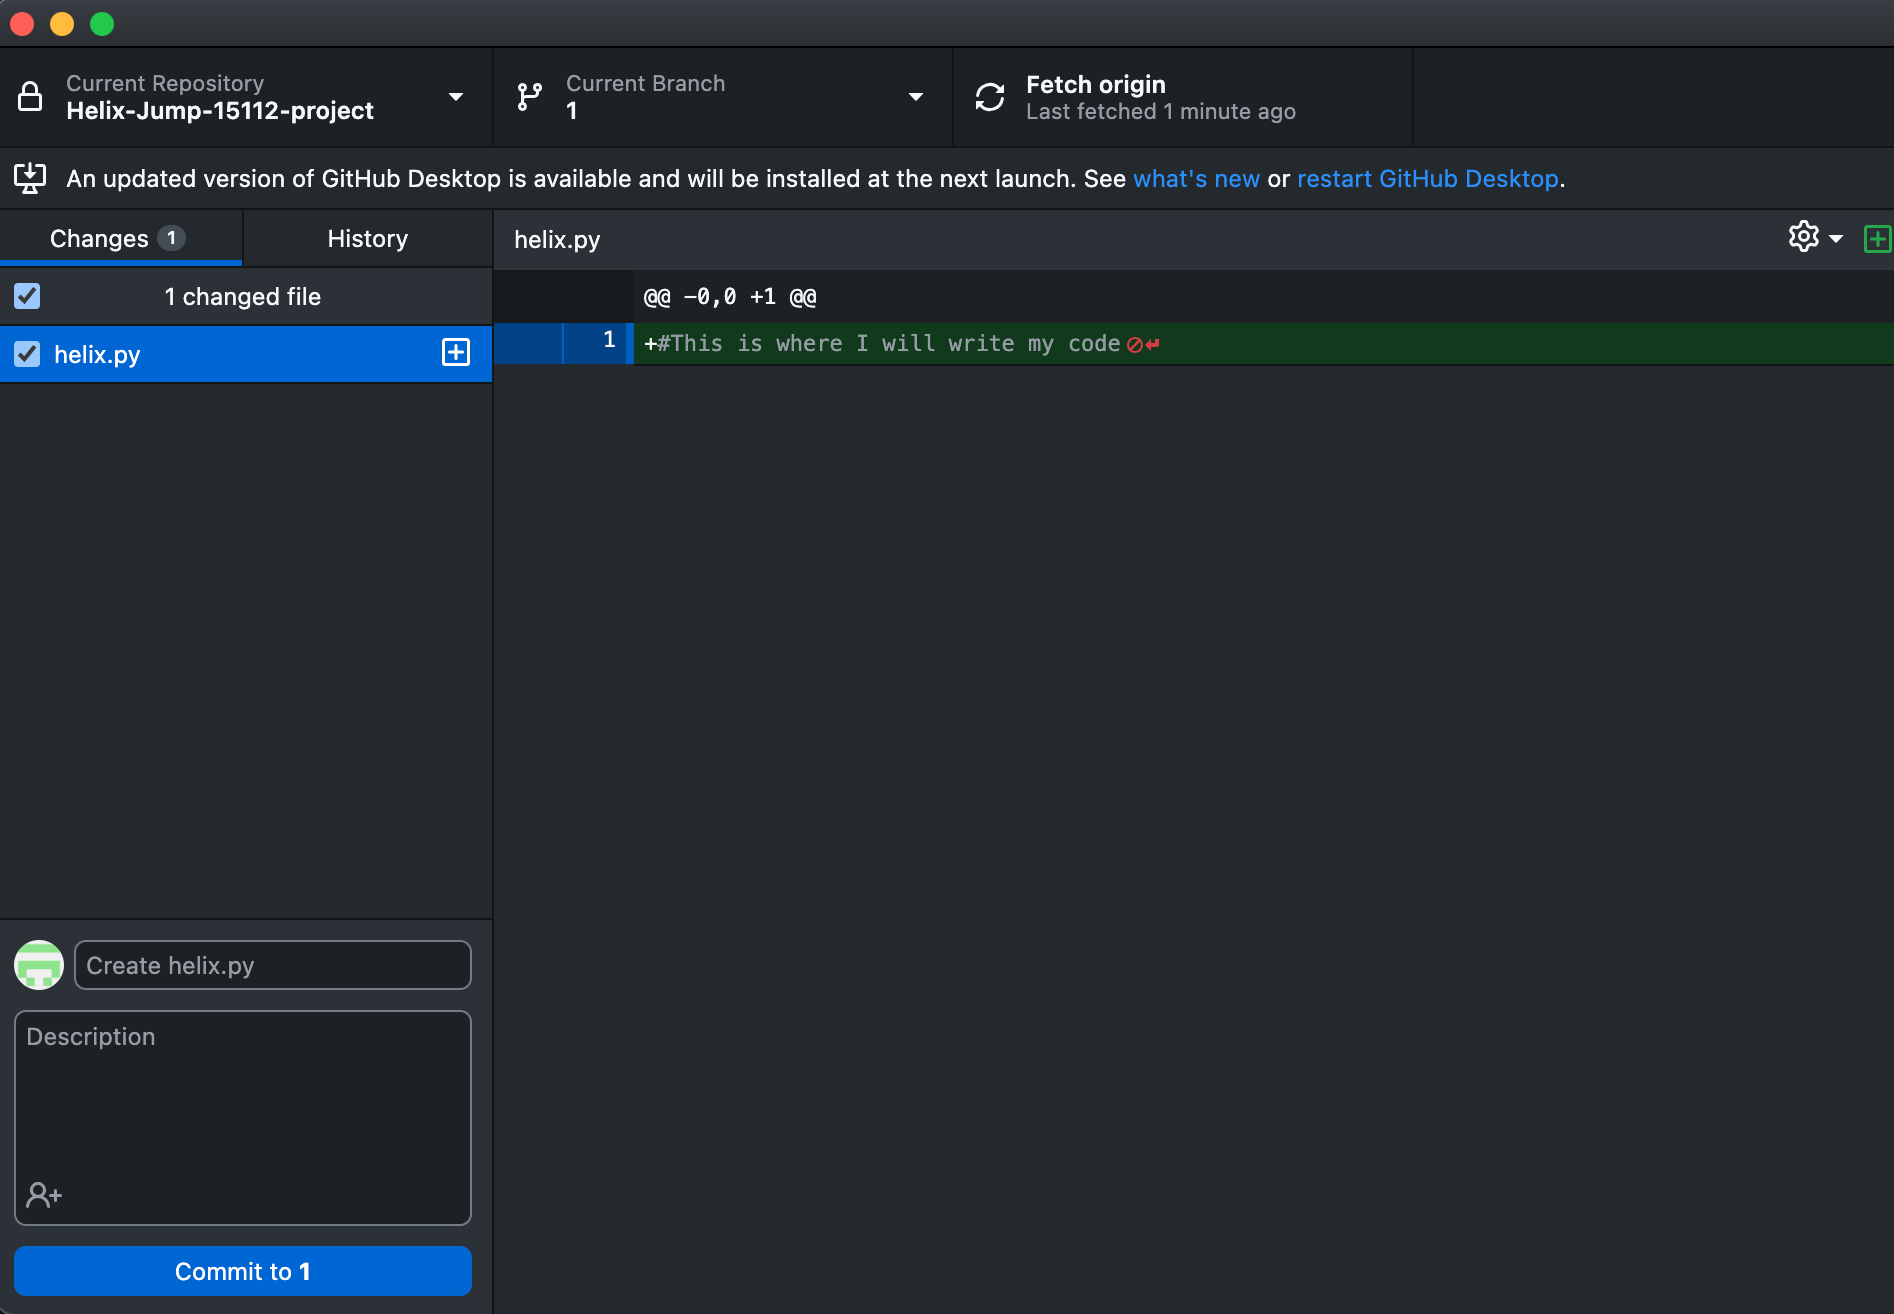 Current Repository
Helix-Jump-15112-project
Current Branch
1
Fetch origin
Last fetched 1 minute ago
An updated version of GitHub Desktop is available and will be installed at the next launch. See what's new or restart GitHub Desktop.
Changes 1
History
helix.py
1 changed file
helix.py
@@ -0,0 +1 @@
1 +#This is where I will write my code
Create helix.py
Description
Commit to 1